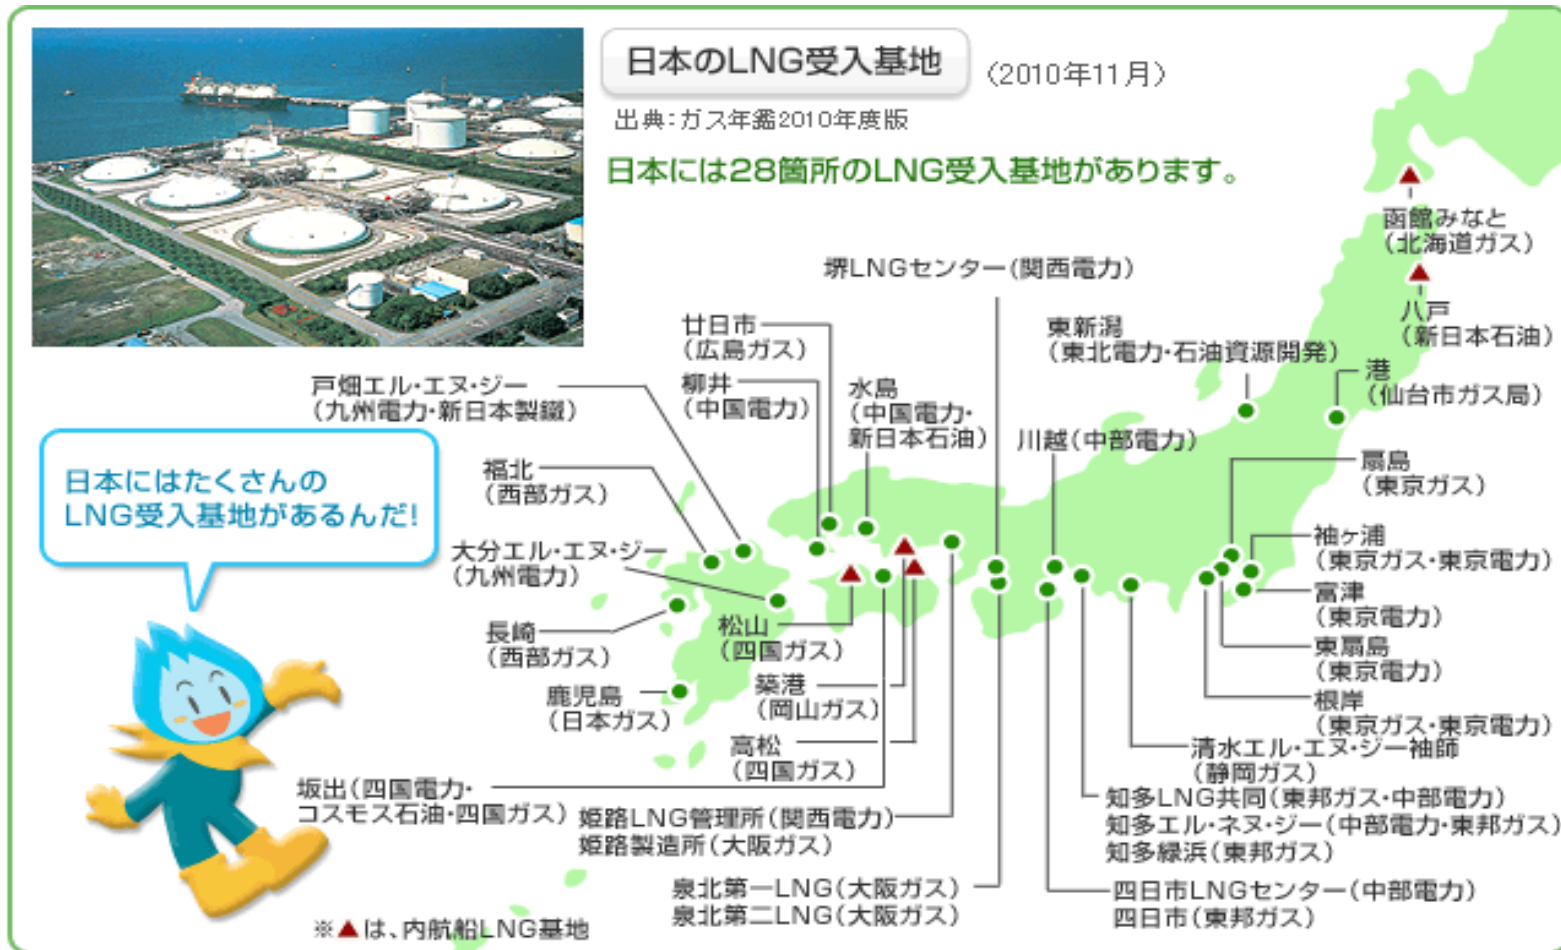 日本のLNG受入基地
（2010年11月）
出典：ガス年鑑2010年度版
日本には28箇所のLNG受入基地があります。
函館みなと
（北海道ガス）
八戸
（新日本石油）
堺LNGセンター（関西電力）
東新潟
（東北電力・石油資源開発）
港
（仙台市ガス局）
廿日市
（広島ガス）
柳井
（中国電力）
水島
（中国電力・
新日本石油）
川越（中部電力）
戸畑エル・エヌ・ジー
（九州電力・新日本製鐵）
福北
（西部ガス）
大分エル・エヌ・ジー
（九州電力）
長崎
（西部ガス）
鹿児島
（日本ガス）
日本にはたくさんの
LNG受入基地があるんだ！
扇島
（東京ガス）
袖ヶ浦
（東京ガス・東京電力）
富津
（東京電力）
東扇島
（東京電力）
根岸
（東京ガス・東京電力）
清水エル・エヌ・ジー袖師
（静岡ガス）
松山
（四国ガス）
築港
（岡山ガス）
高松
（四国ガス）
坂出（四国電力・
コスモス石油・四国ガス）
姫路LNG管理所（関西電力）
姫路製造所（大阪ガス）
知多LNG共同（東邦ガス・中部電力）
知多エル・ネヌ・ジー（中部電力・東邦ガス）
知多緑浜（東邦ガス）
泉北第一LNG（大阪ガス）
泉北第二LNG（大阪ガス）
四日市LNGセンター（中部電力）
四日市（東邦ガス）
※▲は、内航船LNG基地